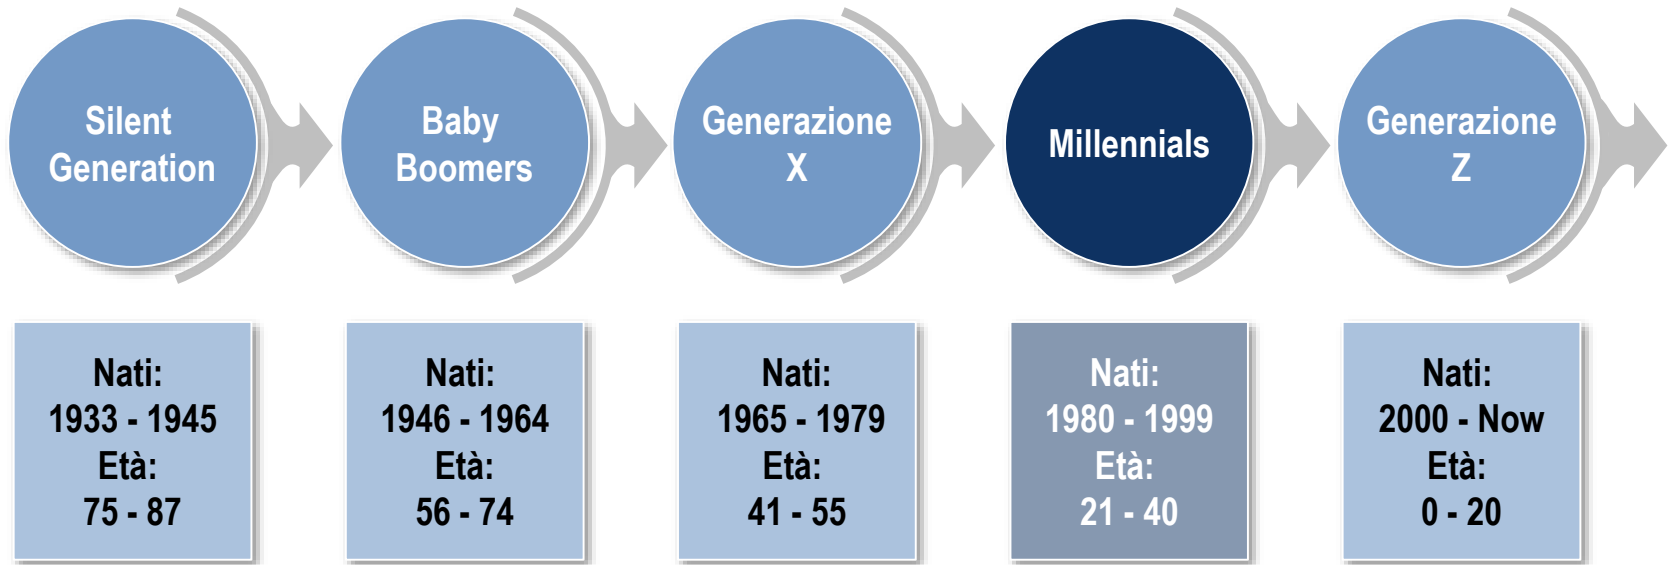 Silent
Generation
Baby
Boomers
Generazione
X
Millennials
Generazione
Z
Nati:
1933 - 1945
Età:
75 - 87
Nati:
1946 - 1964
Età:
56 - 74
Nati:
1965 - 1979
Età:
41 - 55
Nati:
1980 - 1999
Età:
21 - 40
Nati:
2000 - Now
Età:
0 - 20